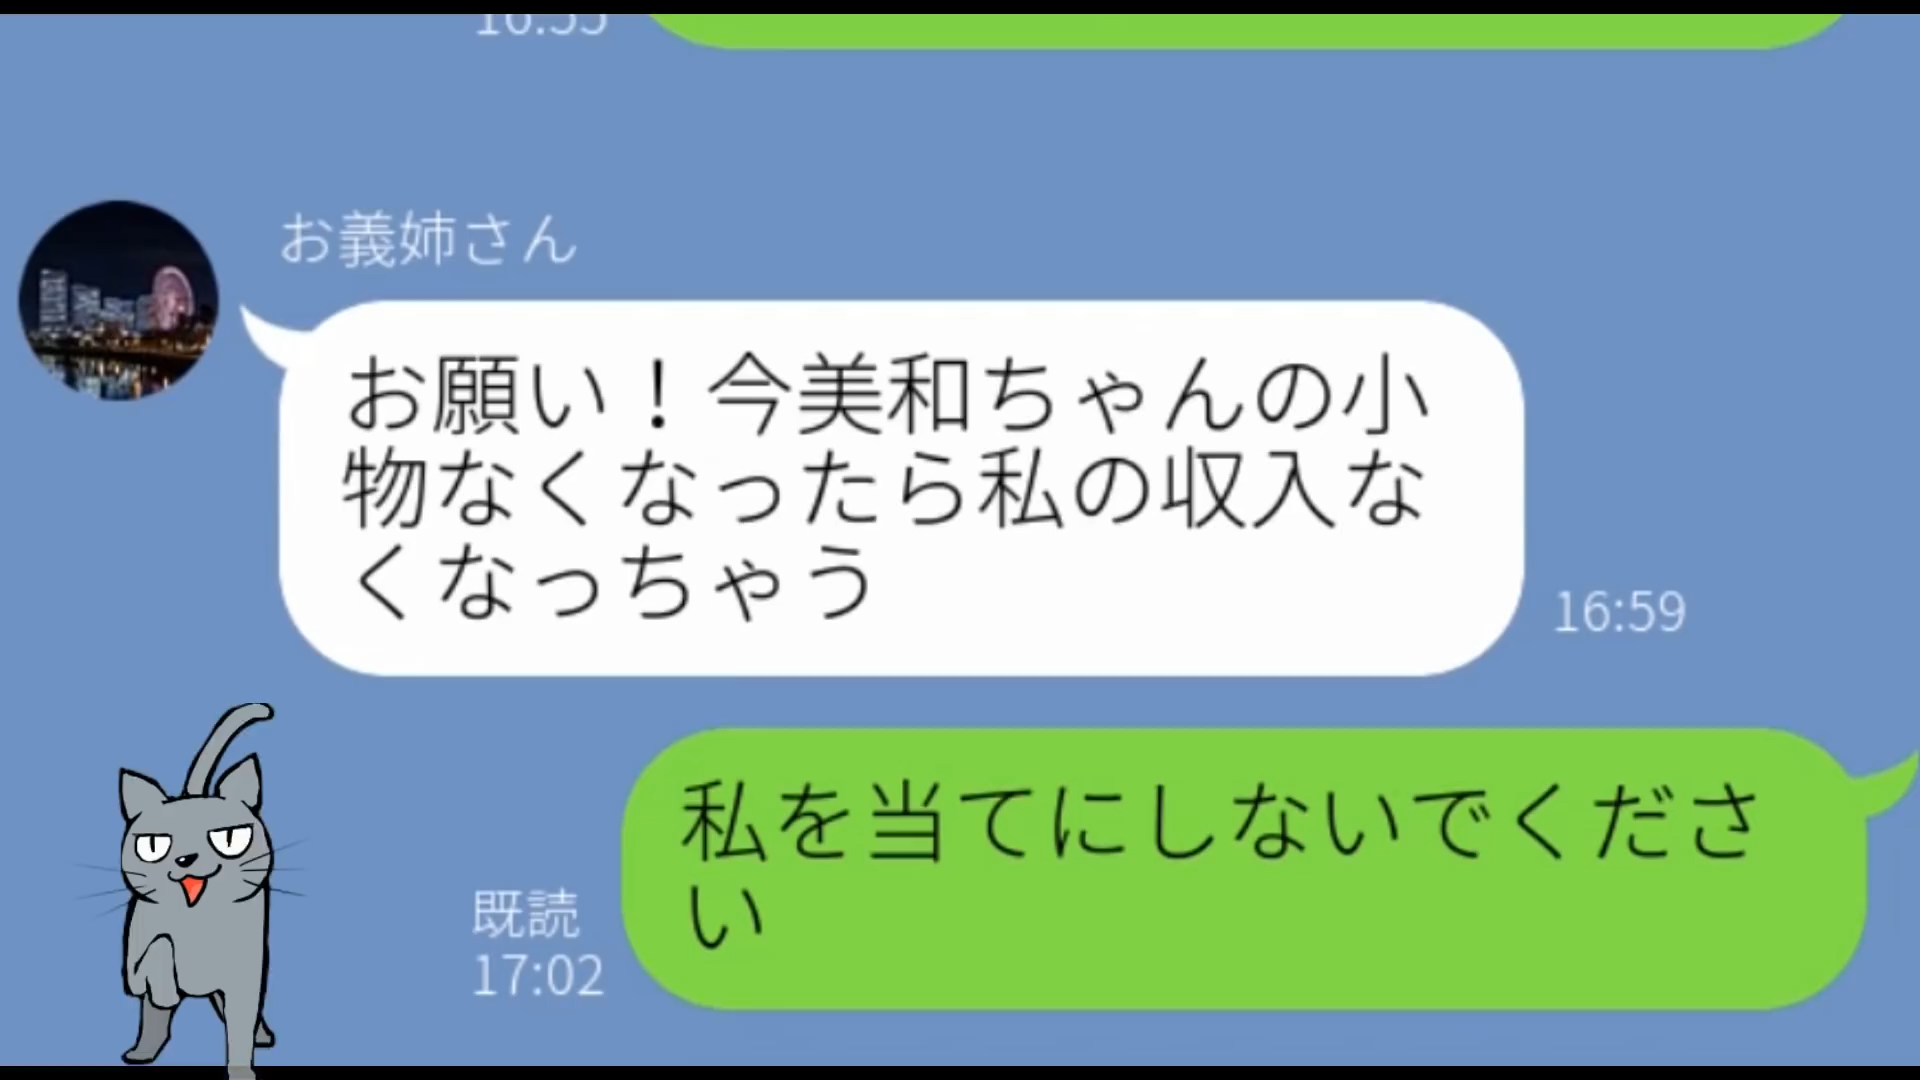 お義姉さん
お願い！今美和ちゃんの小
物なくなったら私の収入な
くなっちゃう
16:59
私を当てにしないでくださ
い
既読
17:02